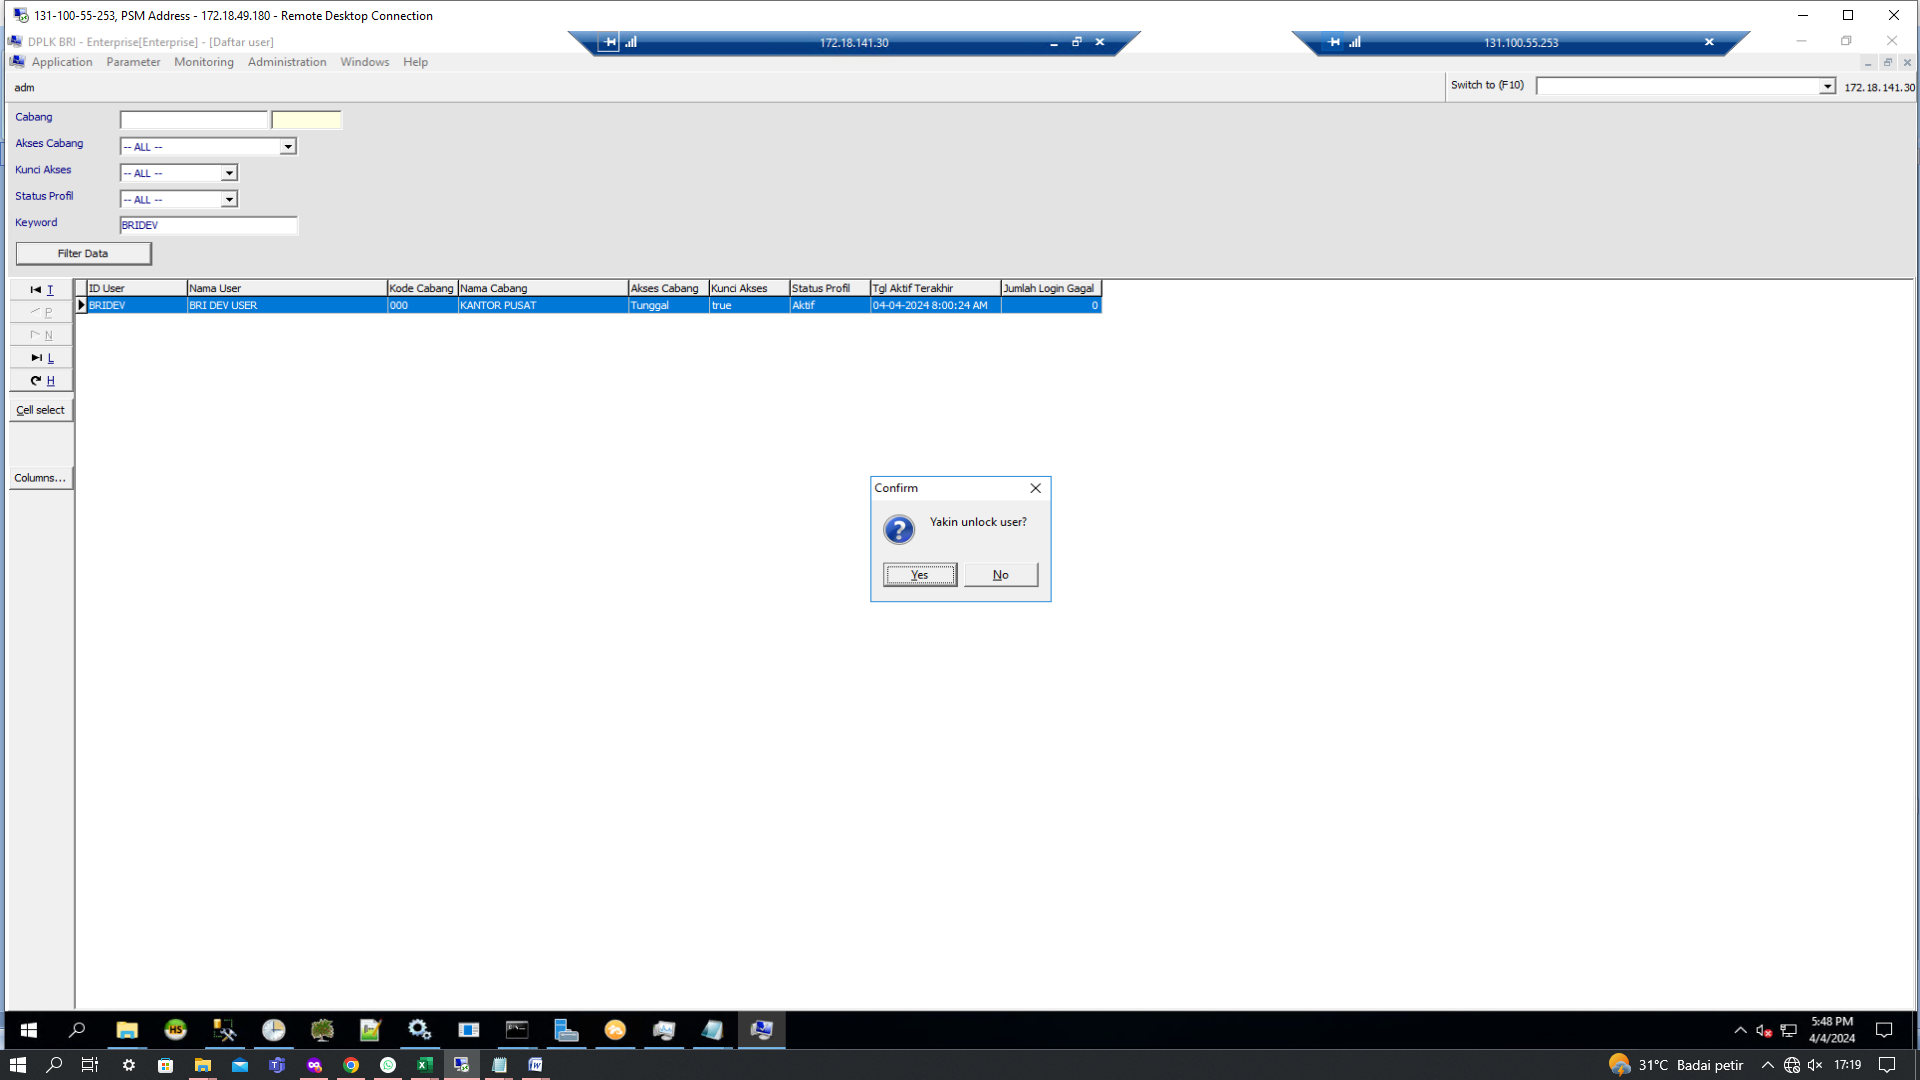 131-100-55-253, PSM Address - 172.18.49.180 - Remote Desktop Connection
DPLK BRI - Enterprise[Enterprise] - [Daftar user]
172.18.141.30
131.100.55.253
Application Parameter Monitoring Administration Windows Help
adm
Switch to (F10)
172.18.141.30
Cabang
Akses Cabang -- ALL --
Kunci Akses -- ALL --
Status Profil -- ALL --
Keyword BRIDEV
Filter Data
T
P
N
L
H
Cell select
Columns...
ID User Nama User Kode Cabang Nama Cabang Akses Cabang Kunci Akses Status Profil Tgl Aktif Terakhir Jumlah Login Gagal
BRIDEV BRI DEV USER 000 KANTOR PUSAT Tunggal true Aktif 04-04-2024 8:00:24 AM 0
Confirm
Yakin unlock user?
Yes No
HS
5:48 PM
4/4/2024
31°C Badai petir
17:19